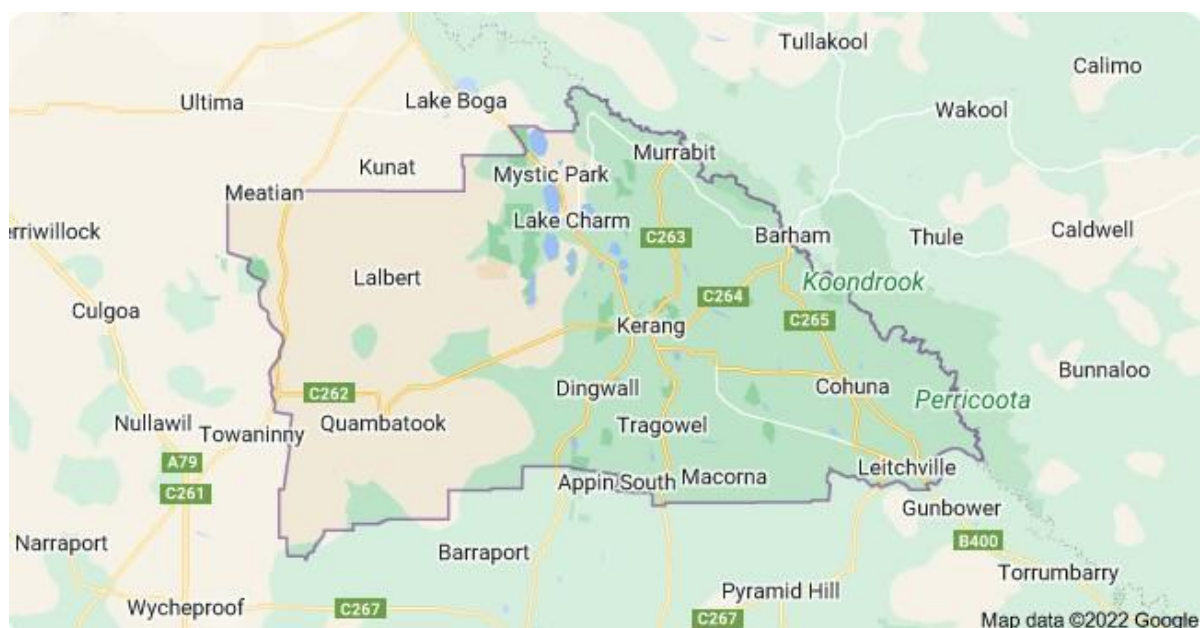 Tullakool
Calimo
Ultima
Lake Boga
Wakool
Kunat
Murrabit
Mystic Park
Meatian
Lake Charm
erriwillock
C263
Barham
Thule
Caldwell
Lalbert
Koondrook
C264
Culgoa
Kerang
C265
Bunnaloo
Dingwall
Cohuna
C262
Perricoota
Nullawil
Towaninny
Quambatook
Tragowel
A79
Leitchville
C261
Appin South
Macorna
Gunbower
Narraport
Barraport
B400
Torrumbarry
Pyramid Hill
Wycheproof
C267
C267
Map data ©2022 Google